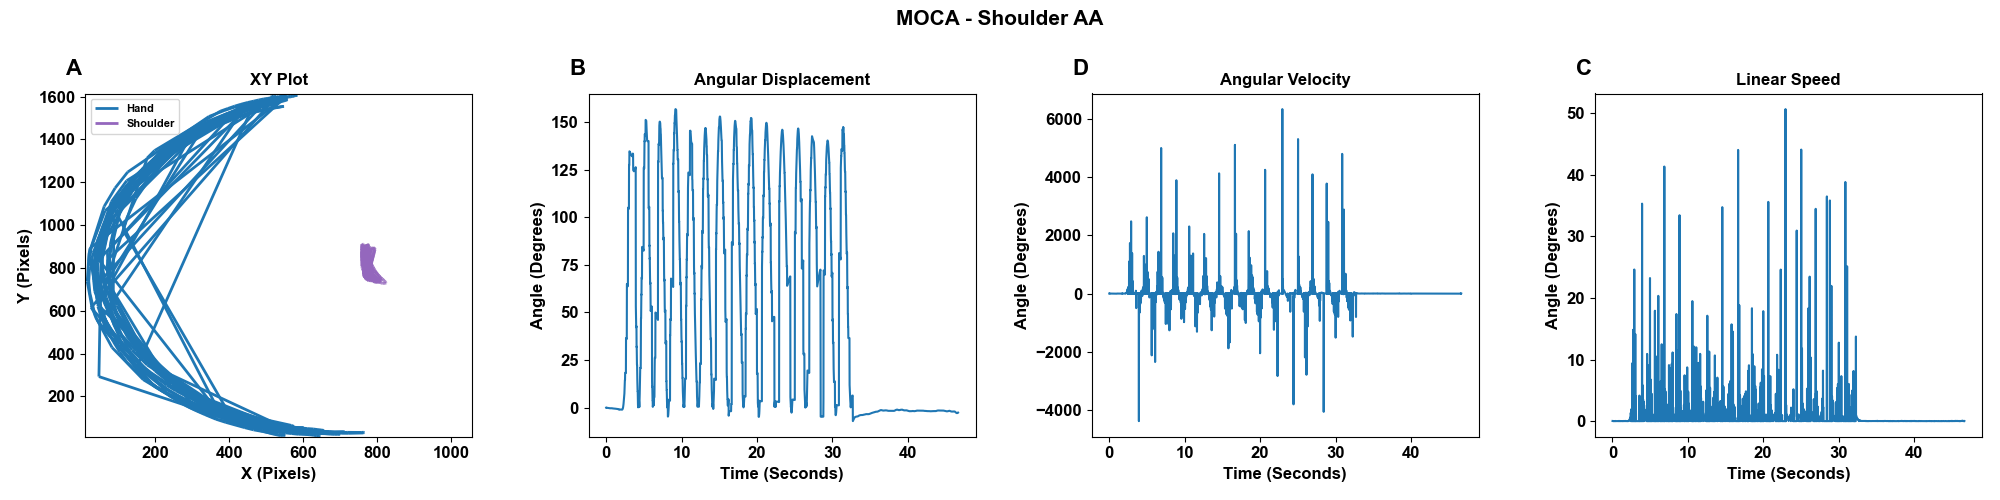 MOCA - Shoulder AA
A
XY Plot
Hand
Shoulder
1600
1400
1200
1000
800
600
400
200
Y (Pixels)
200
400
600
800
1000
X (Pixels)
B
Angular Displacement
150
125
100
75
50
25
0
Angle (Degrees)
0
10
20
30
40
Time (Seconds)
D
Angular Velocity
6000
4000
2000
0
−2000
−4000
Angle (Degrees)
0
10
20
30
40
Time (Seconds)
C
Linear Speed
50
40
30
20
10
0
Angle (Degrees)
0
10
20
30
40
Time (Seconds)